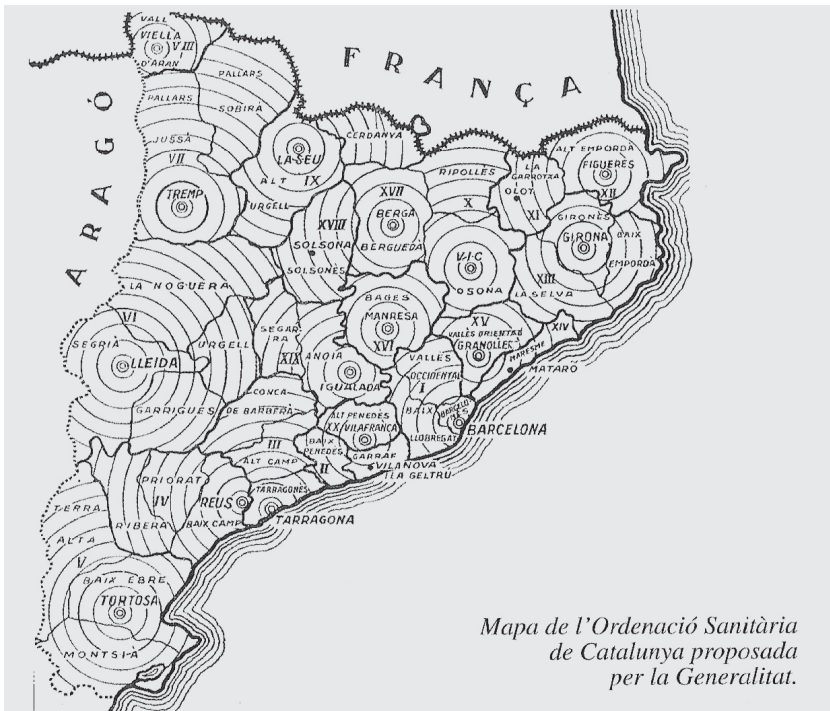 VALL
VIELLA
VIII
D'ARAN
FRANÇA
ARAGÓ
PALLARS
SOBIRÀ
PALLARS
JUSSÀ
VII
TREMP
LA SEU
ALT IX
URGELL
CERDANYA
XVII
BERGA
BERGUEDÀ
RIPOLLÈS
X
LA
GARROTXA
OLOT
XI
ALT EMPORDÀ
FIGUERES
XII
GIRONÈS
GIRONA
BAIX
EMPORDÀ
XIII
LA SELVA
XVIII
SOLSONA
SOLSONÈS
VIC
OSONA
LA NOGUERA
VI
SEGRIÀ
LLEIDA
URGELL
GARRIGUES
SEGAR
RA
XIX
ANOIA
IGUALADA
BAGES
MANRESA
XVI
XV
VALLÈS ORIENTAL
GRANOLLE
XIV
MARESME
MATARÓ
VALLÈS
OCCIDENTAL
I
BAIX
LLOBREGAT
BARCELO
NÈS
BARCELONA
CONCA
DE BARBERÀ
ALT PENEDÈS
XX VILAFRANCA
BAIX
PENEDÈS
II
GARRAF
VILANOVA
I LA GELTRÚ
III
ALT CAMP
TARRAGONÈS
TARRAGONA
PRIORAT
IV
RIBERA
REUS
BAIX CAMP
TERRA
ALTA
V
BAIX EBRE
TORTOSA
MONTSIÀ
Mapa de l'Ordenació Sanitària
de Catalunya proposada
per la Generalitat.